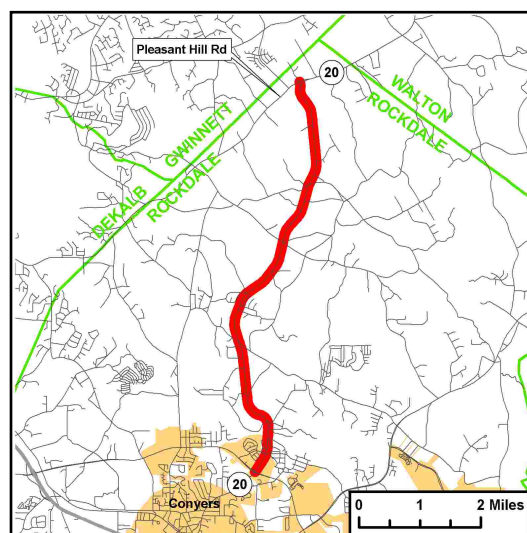 Pleasant Hill Rd
20
GWINNETT
WALTON
ROCKDALE
DEKALB
ROCKDALE
20
Conyers
0 1 2 Miles